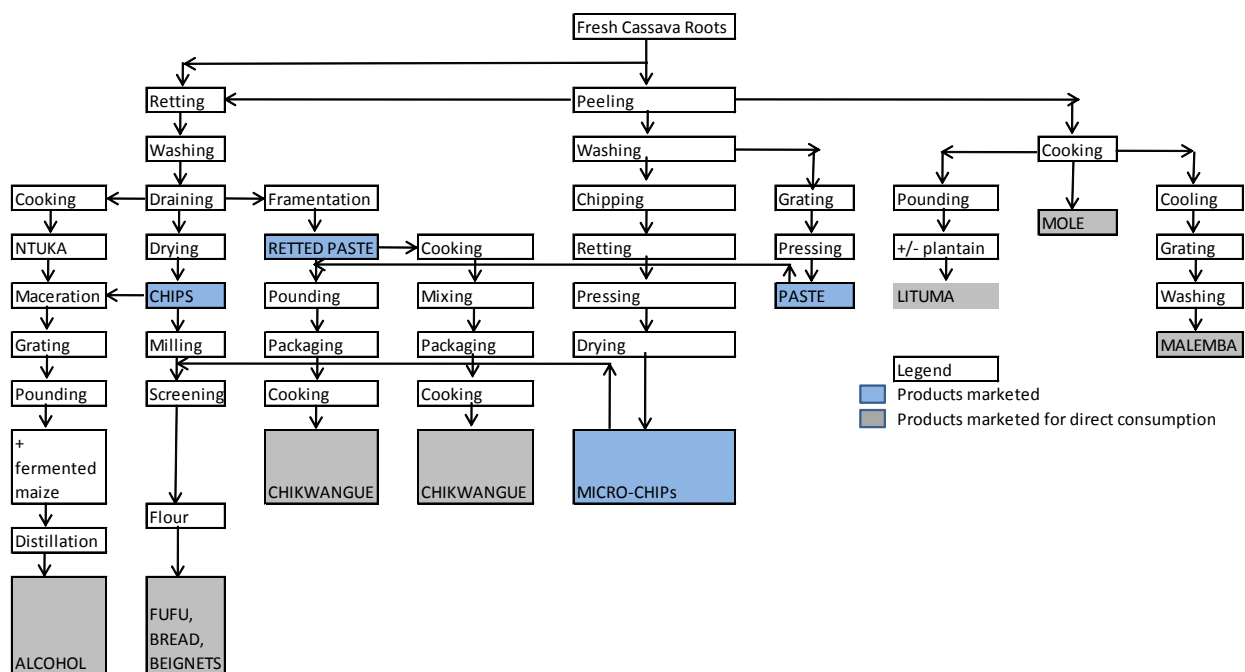 Fresh Cassava Roots
Retting
Peeling
Washing
Washing
Cooking
Cooking
Draining
Framentation
Chipping
Grating
Pounding
MOLE
Cooling
NTUKA
Drying
RETTED PASTE
Cooking
Retting
Pressing
+/- plantain
Grating
Maceration
CHIPS
Pounding
Mixing
Pressing
PASTE
LITUMA
Washing
Grating
Milling
Packaging
Packaging
Drying
MALEMBA
Legend
Pounding
Screening
Cooking
Cooking
Products marketed
Products marketed for direct consumption
+
fermented
maize
CHIKWANGUE
CHIKWANGUE
MICRO-CHIPs
Flour
Distillation
ALCOHOL
FUFU,
BREAD,
BEIGNETS